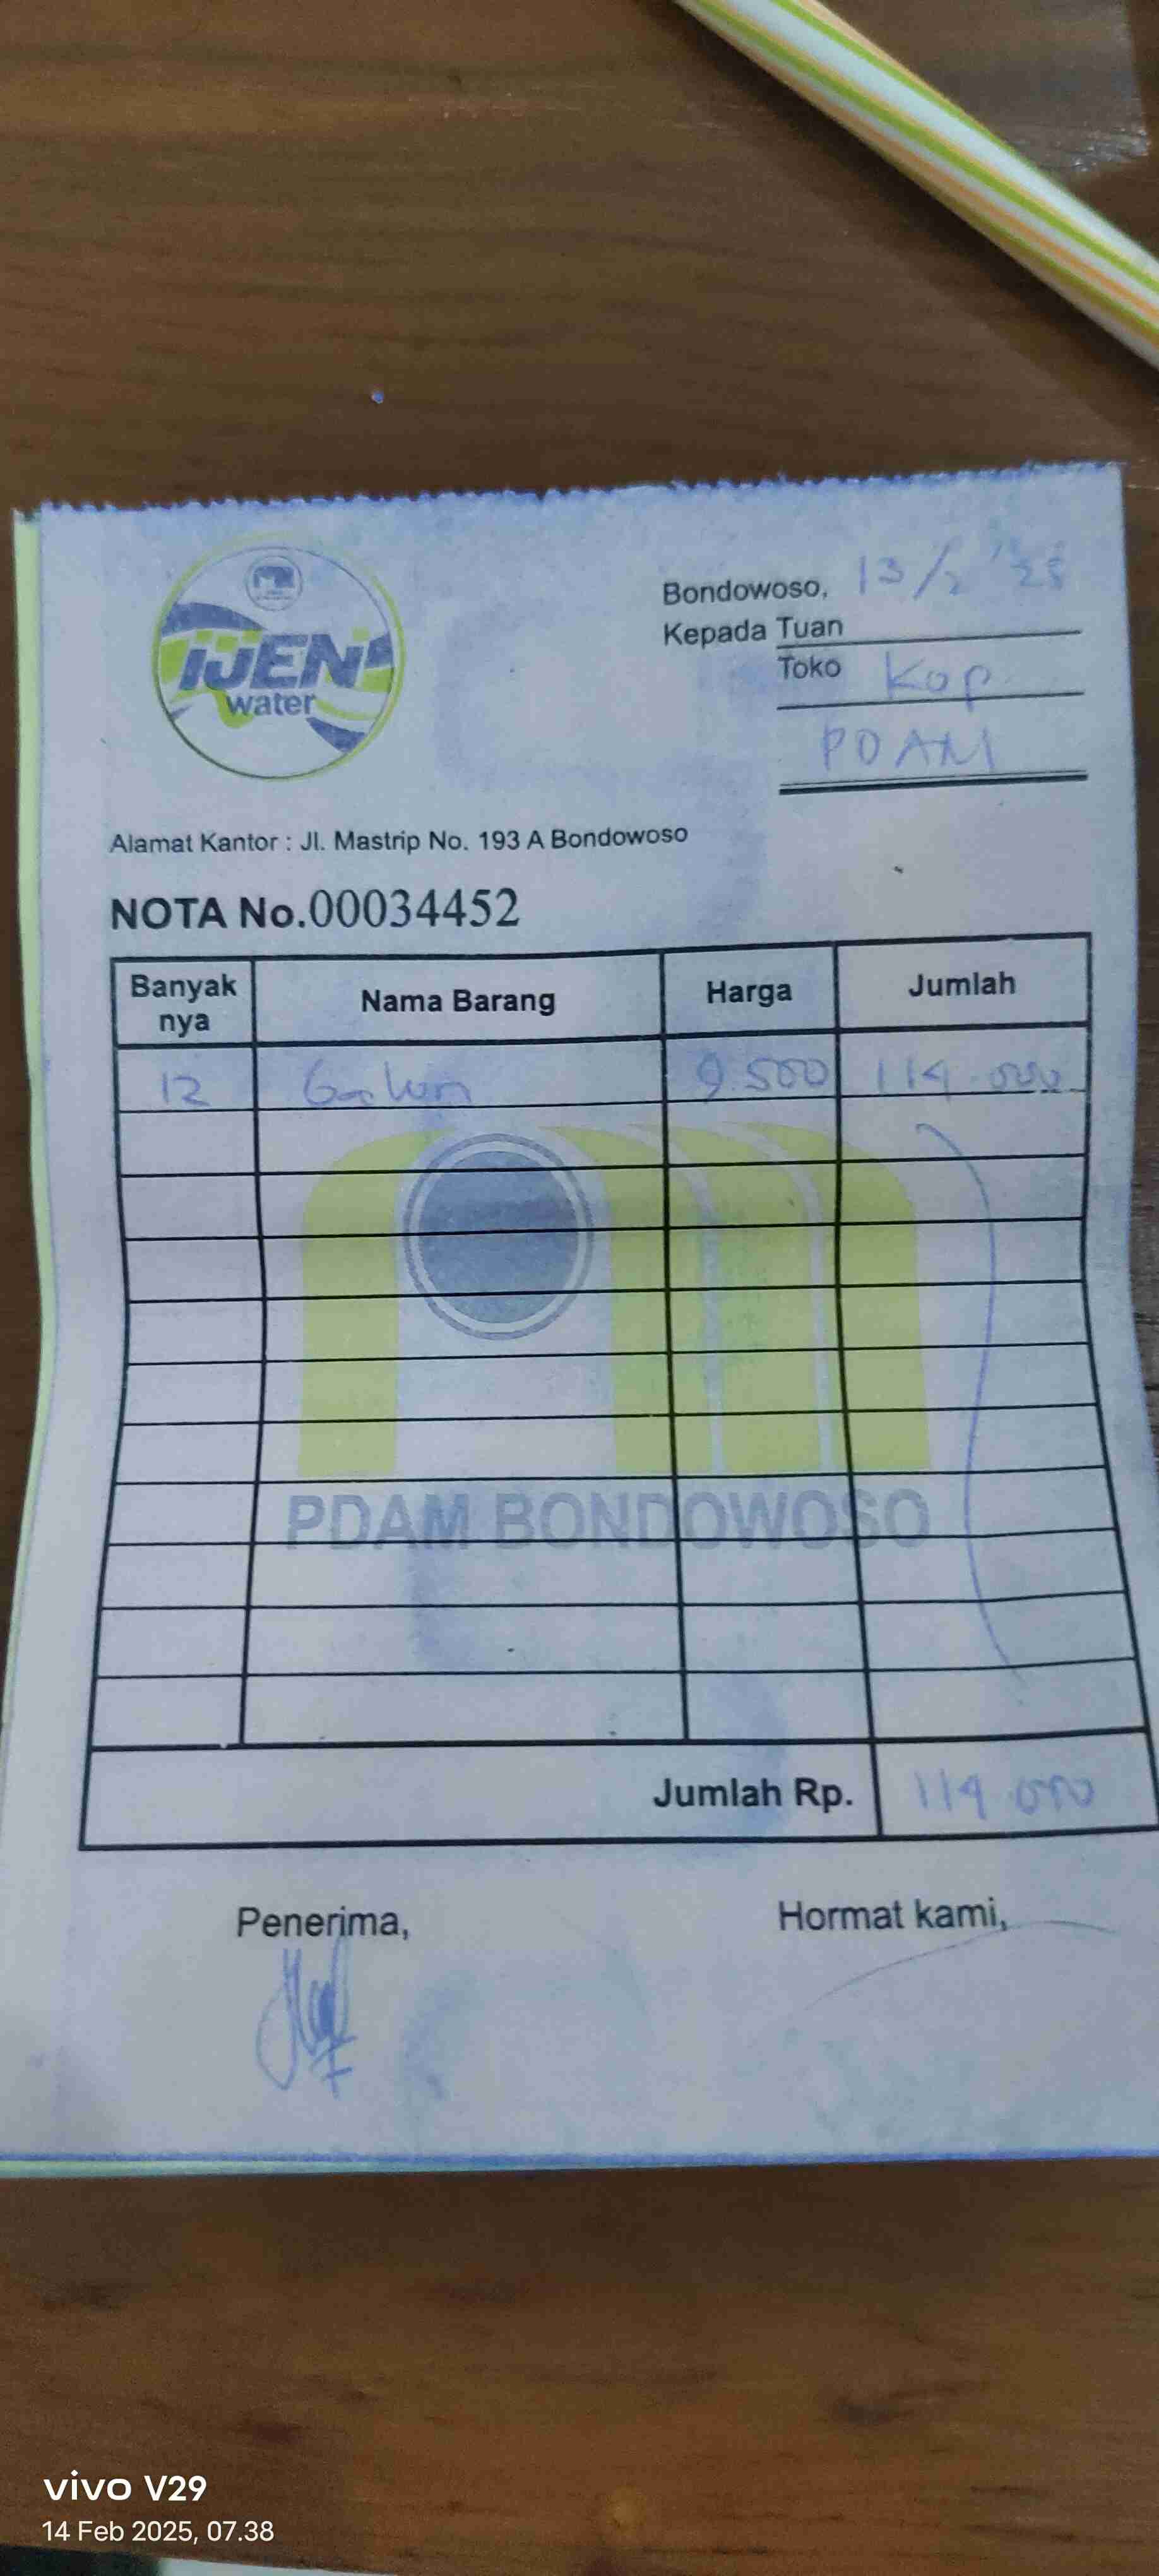 IJEN
water
Bondowoso, 13/2 '25
Kepada Tuan
Toko Kop.
PDAM
Alamat Kantor : Jl. Mastrip No. 193 A Bondowoso
NOTA No.00034452
Banyak nya Nama Barang Harga Jumlah
12 Galon 9.500 114.000
PDAM BONDOWOSO
Jumlah Rp. 114.000
Penerima, Hormat kami,
vivo V29
14 Feb 2025, 07.38